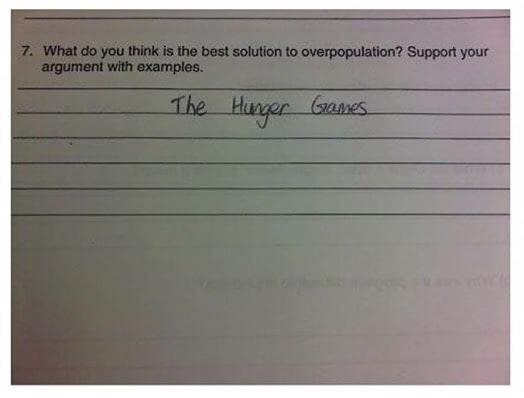 7. What do you think is the best solution to overpopulation? Support your
argument with examples.
The Hunger Games